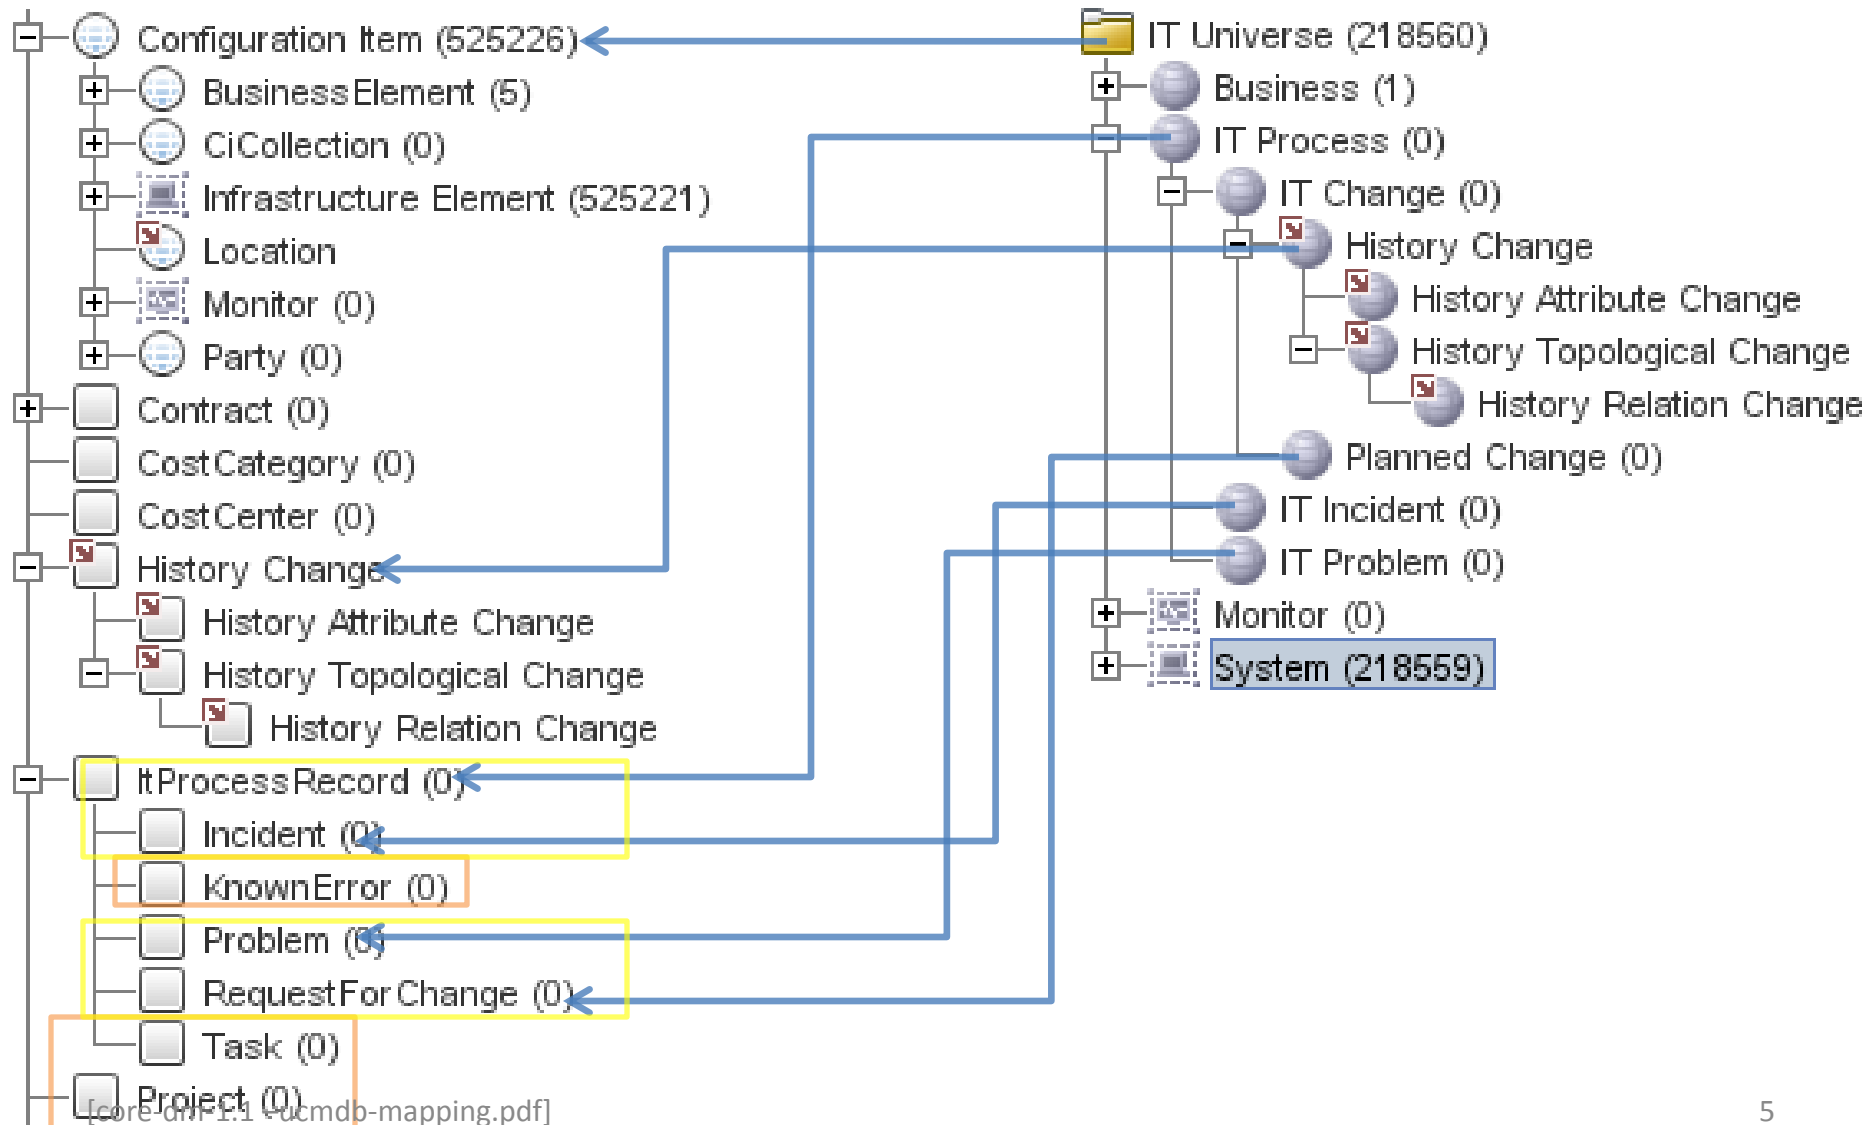 Configuration Item (525226)
BusinessElement (5)
CiCollection (0)
Infrastructure Element (525221)
Location
Monitor (0)
Party (0)
Contract (0)
CostCategory (0)
CostCenter (0)
History Change
History Attribute Change
History Topological Change
History Relation Change
ItProcessRecord (0)
Incident (0)
KnownError (0)
Problem (0)
RequestForChange (0)
Task (0)
Project (0)
IT Universe (218560)
Business (1)
IT Process (0)
IT Change (0)
History Change
History Attribute Change
History Topological Change
History Relation Change
Planned Change (0)
IT Incident (0)
IT Problem (0)
Monitor (0)
System (218559)
[core-dm-1.1 -ucmdb-mapping.pdf]
5